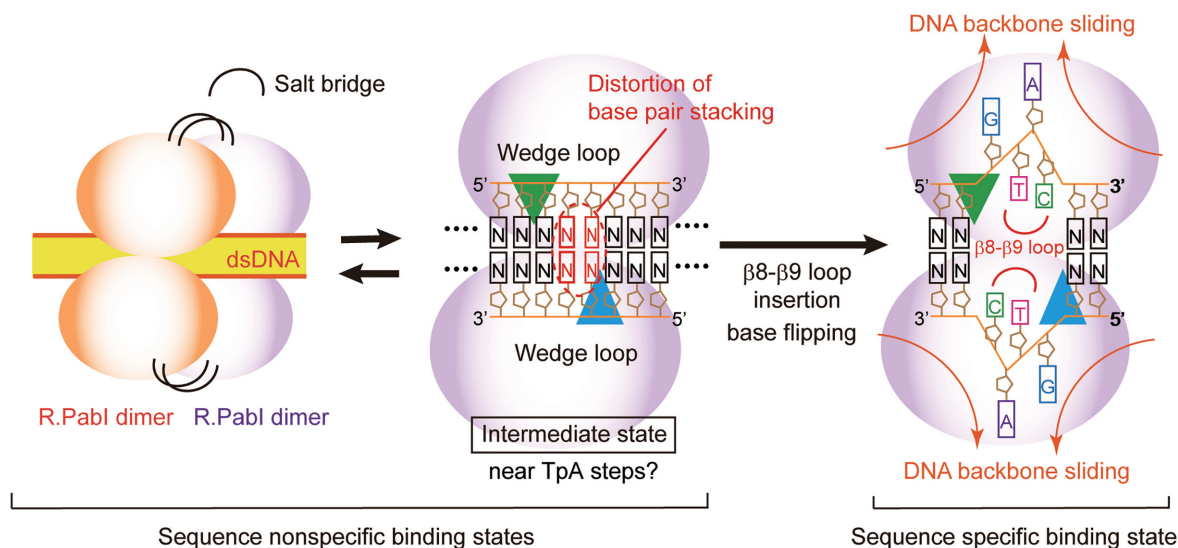 Salt bridge
dsDNA
R.PabI dimer
R.PabI dimer
Distortion of
base pair stacking
Wedge loop
5’
3’
N N N N N N N N
N N N N N N N N
3’
5’
Wedge loop
Intermediate state
near TpA steps?
Sequence nonspecific binding states
β8-β9 loop
insertion
base flipping
DNA backbone sliding
A
G
5’
3’
T
C
N N N N
β8-β9 loop
N N N N
C
T
3’
5’
G
A
DNA backbone sliding
Sequence specific binding state